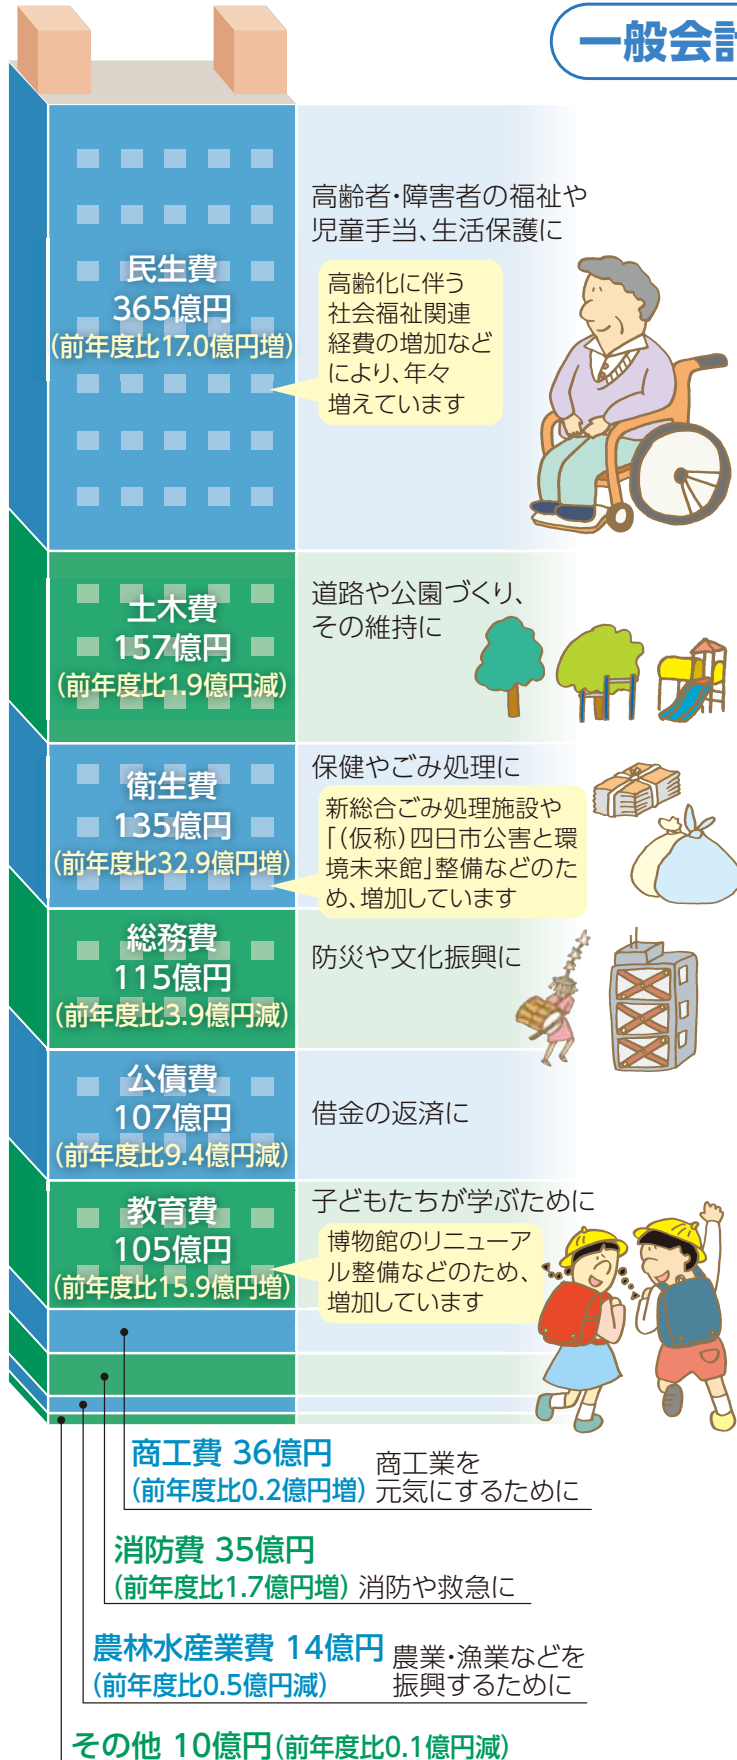 一般会計
高齢者・障害者の福祉や
児童手当、生活保護に
民生費
365億円
(前年度比17.0億円増)
高齢化に伴う
社会福祉関連
経費の増加など
により、年々
増えています
土木費
157億円
(前年度比1.9億円減)
道路や公園づくり、
その維持に
衛生費
135億円
(前年度比32.9億円増)
保健やごみ処理に
新総合ごみ処理施設や
「(仮称)四日市公害と環
境未来館」整備などのた
め、増加しています
総務費
115億円
(前年度比3.9億円減)
防災や文化振興に
公債費
107億円
(前年度比9.4億円減)
借金の返済に
教育費
105億円
(前年度比15.9億円増)
子どもたちが学ぶために
博物館のリニューア
ル整備などのため、
増加しています
商工費 36億円
(前年度比0.2億円増)
商工業を
元気にするために
消防費 35億円
(前年度比1.7億円増) 消防や救急に
農林水産業費 14億円
(前年度比0.5億円減)
農業・漁業などを
振興するために
その他 10億円(前年度比0.1億円減)